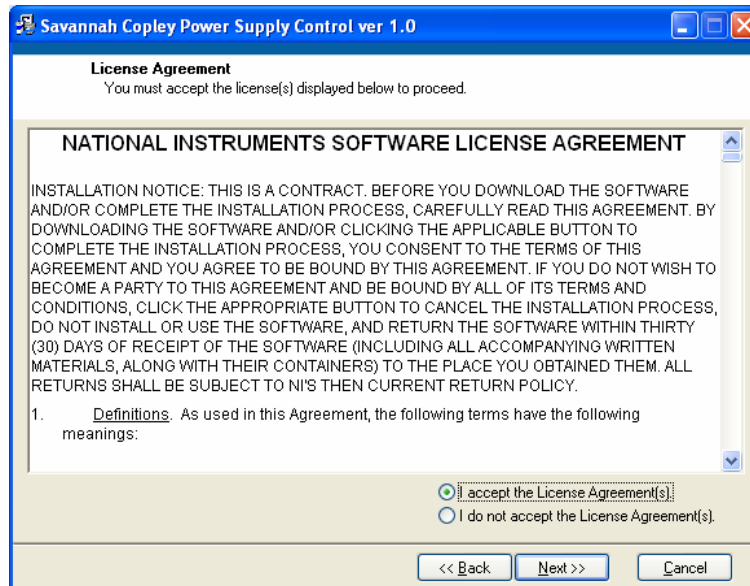 Savannah Copley Power Supply Control ver 1.0
License Agreement
You must accept the license(s) displayed below to proceed.
NATIONAL INSTRUMENTS SOFTWARE LICENSE AGREEMENT
INSTALLATION NOTICE: THIS IS A CONTRACT. BEFORE YOU DOWNLOAD THE SOFTWARE
AND/OR COMPLETE THE INSTALLATION PROCESS, CAREFULLY READ THIS AGREEMENT. BY
DOWNLOADING THE SOFTWARE AND/OR CLICKING THE APPLICABLE BUTTON TO
COMPLETE THE INSTALLATION PROCESS, YOU CONSENT TO THE TERMS OF THIS
AGREEMENT AND YOU AGREE TO BE BOUND BY THIS AGREEMENT. IF YOU DO NOT WISH TO
BECOME A PARTY TO THIS AGREEMENT AND BE BOUND BY ALL OF ITS TERMS AND
CONDITIONS, CLICK THE APPROPRIATE BUTTON TO CANCEL THE INSTALLATION PROCESS,
DO NOT INSTALL OR USE THE SOFTWARE, AND RETURN THE SOFTWARE WITHIN THIRTY
(30) DAYS OF RECEIPT OF THE SOFTWARE (INCLUDING ALL ACCOMPANYING WRITTEN
MATERIALS, ALONG WITH THEIR CONTAINERS) TO THE PLACE YOU OBTAINED THEM. ALL
RETURNS SHALL BE SUBJECT TO NI'S THEN CURRENT RETURN POLICY.
1. Definitions. As used in this Agreement, the following terms have the following
meanings:
I accept the License Agreement(s).
I do not accept the License Agreement(s).
<< Back Next >> Cancel